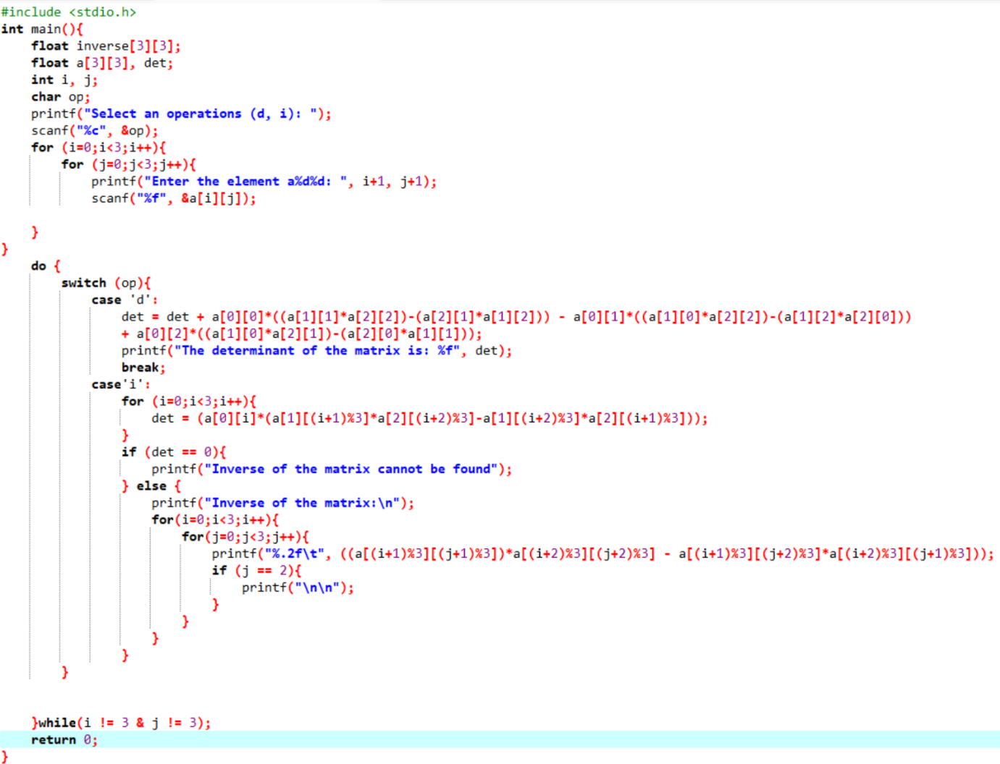 #include <stdio.h>
int main(){
    float inverse[3][3];
    float a[3][3], det;
    int i, j;
    char op;
    printf("Select an operations (d, i): ");
    scanf("%c", &op);
    for (i=0;i<3;i++){
        for (j=0;j<3;j++){
            printf("Enter the element a%d%d: ", i+1, j+1);
            scanf("%f", &a[i][j]);
    }
}
    do {
        switch (op){
            case 'd':
                det = det + a[0][0]*((a[1][1]*a[2][2])-(a[2][1]*a[1][2])) - a[0][1]*((a[1][0]*a[2][2])-(a[1][2]*a[2][0]))
                + a[0][2]*((a[1][0]*a[2][1])-(a[2][0]*a[1][1]));
                printf("The determinant of the matrix is: %f", det);
                break;
            case'i':
                for (i=0;i<3;i++){
                    det = (a[0][i]*(a[1][(i+1)%3]*a[2][(i+2)%3]-a[1][(i+2)%3]*a[2][(i+1)%3]));
                }
                if (det == 0){
                    printf("Inverse of the matrix cannot be found");
                } else {
                    printf("Inverse of the matrix:\n");
                    for(i=0;i<3;i++){
                        for(j=0;j<3;j++){
                            printf("%.2f\t", ((a[(i+1)%3][(j+1)%3])*a[(i+2)%3][(j+2)%3] - a[(i+1)%3][(j+2)%3]*a[(i+2)%3][(j+1)%3]));
                            if (j == 2){
                                printf("\n\n");
                            }
                        }
                    }
                }
        }
    }while(i != 3 & j != 3);
    return 0;
}